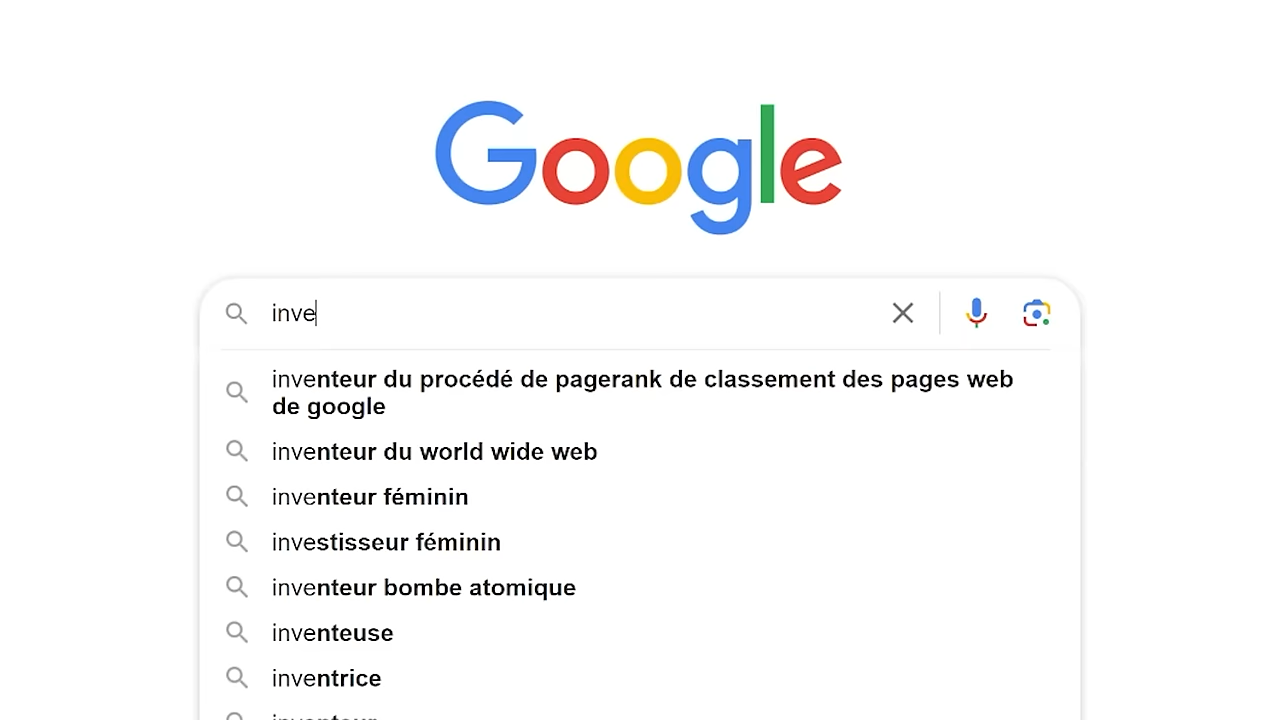 Google
inve
inventeur du procédé de pagerank de classement des pages web
de google
inventeur du world wide web
inventeur féminin
investisseur féminin
inventeur bombe atomique
inventeuse
inventrice